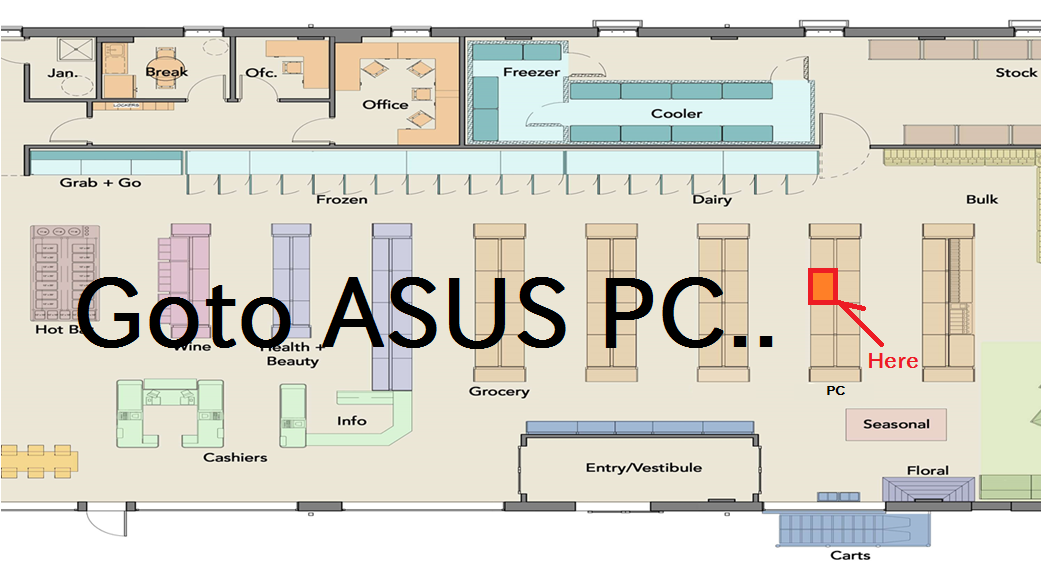 Jan.
Break
Ofc.
Office
LOCKERS
Freezer
Cooler
Stock
Grab + Go
Frozen
Dairy
Bulk
Goto ASUS PC..
Hot Ba
Wine
Health +
Beauty
Here
Grocery
PC
Info
Seasonal
Cashiers
Entry/Vestibule
Floral
Carts